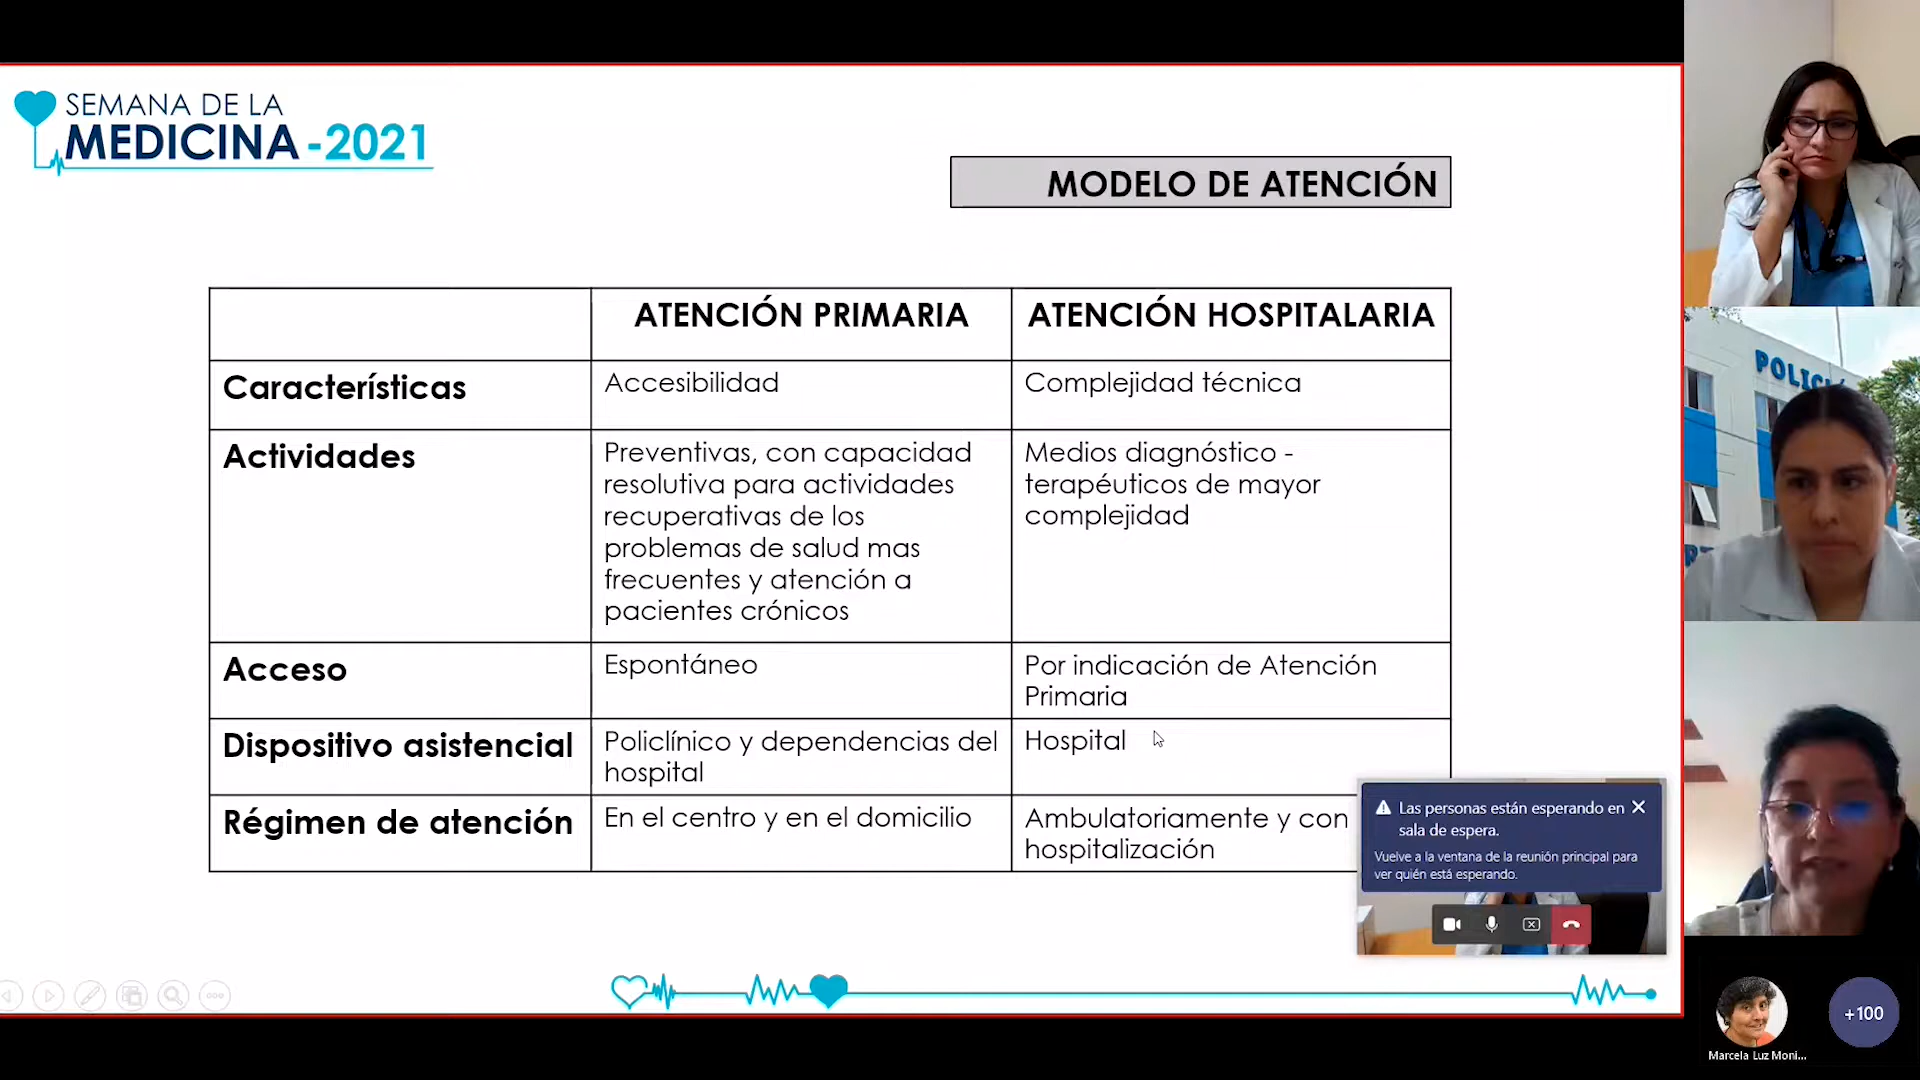 SEMANA DE LA
MEDICINA -2021
MODELO DE ATENCIÓN
ATENCIÓN PRIMARIA
ATENCIÓN HOSPITALARIA
Características
Accesibilidad
Complejidad técnica
Actividades
Preventivas, con capacidad
resolutiva para actividades
recuperativas de los
problemas de salud mas
frecuentes y atención a
pacientes crónicos
Medios diagnóstico -
terapéuticos de mayor
complejidad
Acceso
Espontáneo
Por indicación de Atención
Primaria
Dispositivo asistencial
Policlínico y dependencias del
hospital
Hospital
Régimen de atención
En el centro y en el domicilio
Ambulatoriamente y con
hospitalización
Las personas están esperando en
sala de espera.
Vuelve a la ventana de la reunión principal para
ver quién está esperando.
Marcela Luz Moni...
+100